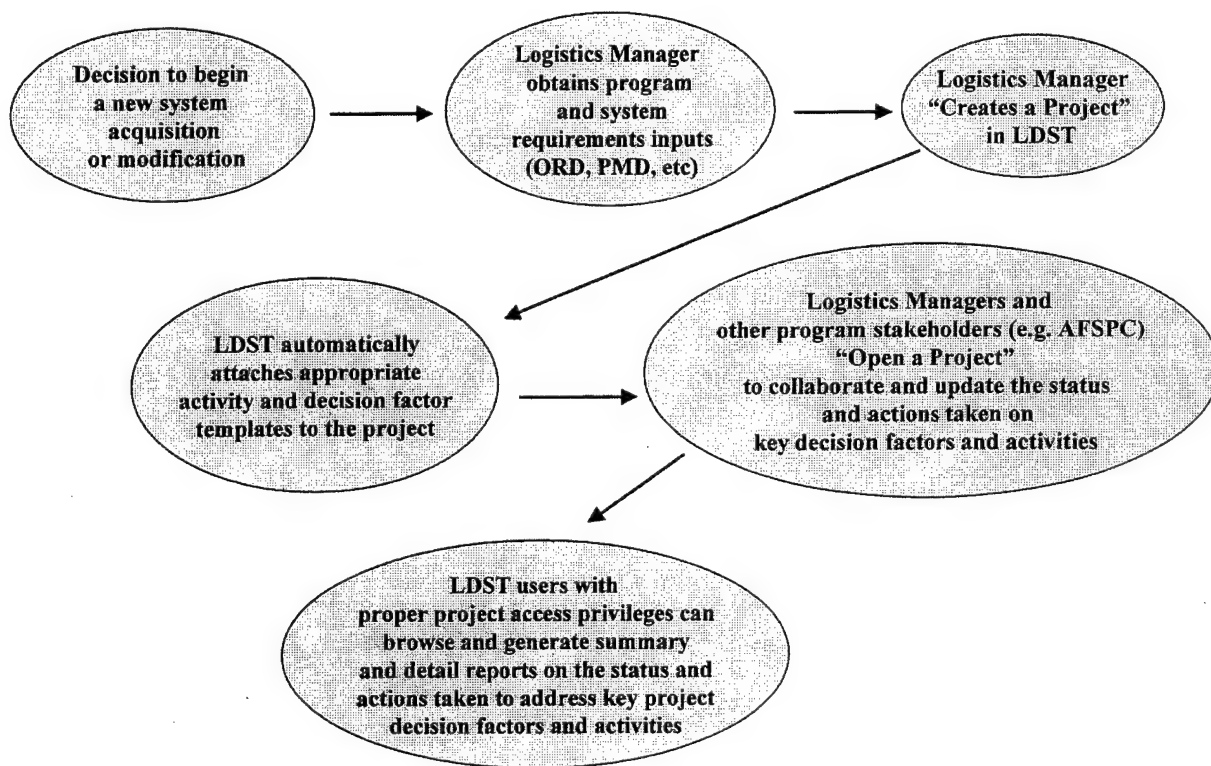 Decision to begin
a new system
acquisition
or modification
Logistics Manager
obtains program
and system
requirements inputs
(ORD, PMD, etc)
Logistics Manager
“Creates a Project”
in LDST
LDST automatically
attaches appropriate
activity and decision factor
templates to the project
Logistics Managers and
other program stakeholders (e.g. AFSPC)
“Open a Project”
to collaborate and update the status
and actions taken on
key decision factors and activities
LDST users with
proper project access privileges can
browse and generate summary
and detail reports on the status and
actions taken to address key project
decision factors and activities